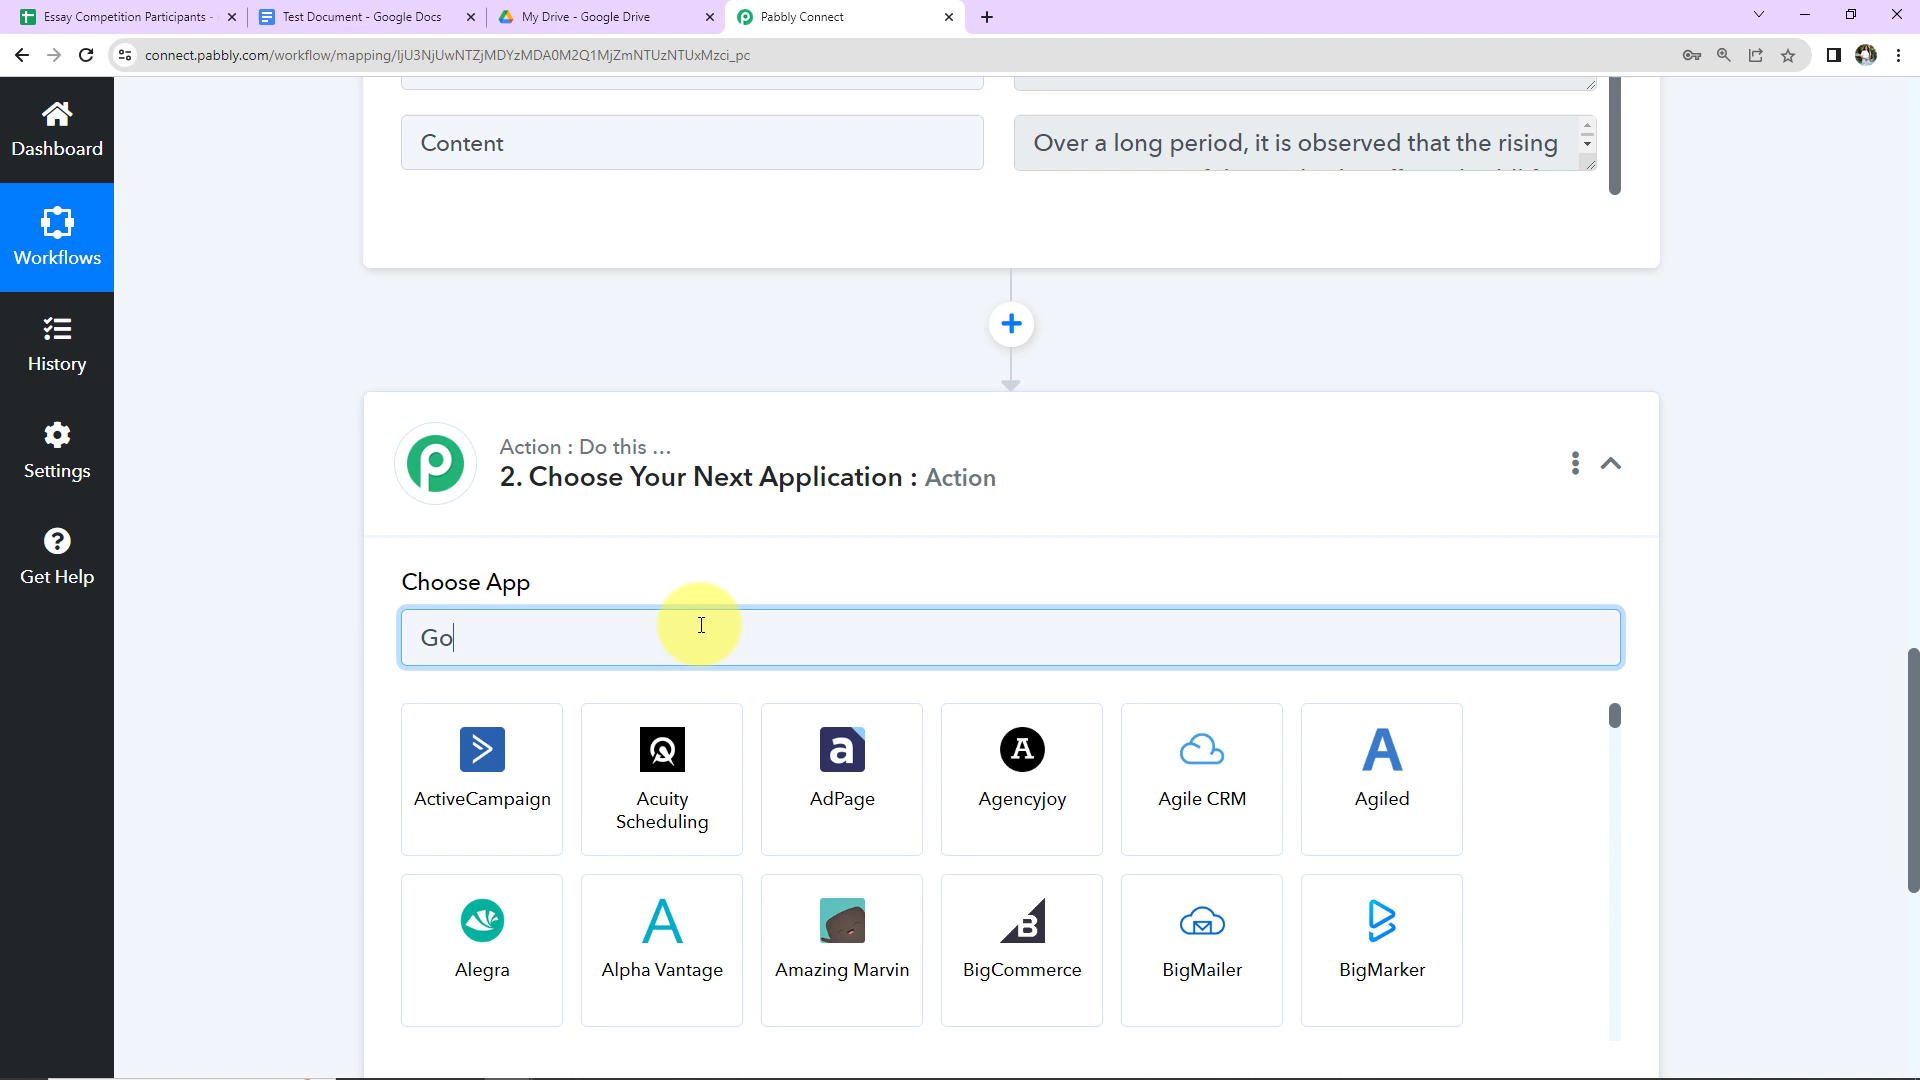 Essay Competition Participants -
Test Document - Google Docs
My Drive - Google Drive
Pabbly Connect
connect.pabbly.com/workflow/mapping/IjU3NjUwNTZjMDYzMDA0M2Q1MjZmNTUzNTUxMzci_pc
Dashboard
Workflows
History
Settings
Get Help
Content
Over a long period, it is observed that the rising
Action : Do this ...
2. Choose Your Next Application : Action
Choose App
Go
ActiveCampaign
Acuity
Scheduling
AdPage
Agencyjoy
Agile CRM
Agiled
Alegra
Alpha Vantage
Amazing Marvin
BigCommerce
BigMailer
BigMarker